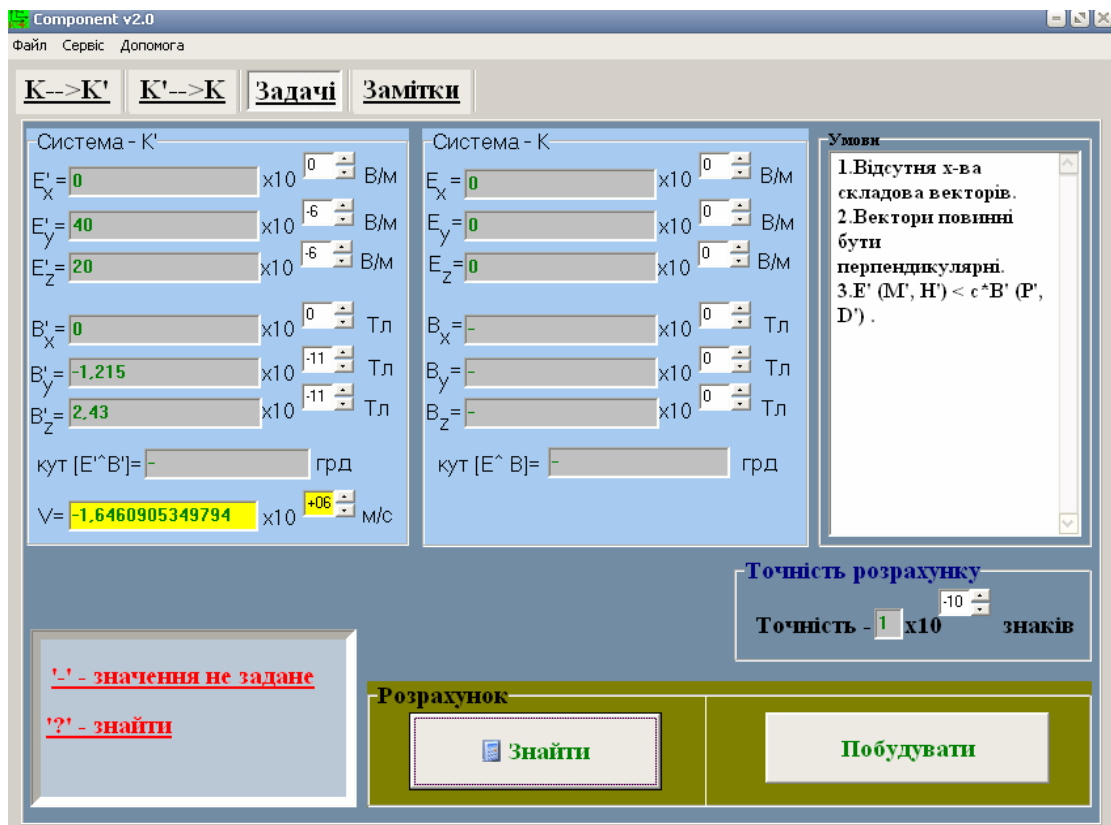 Component v2.0
Файл Сервіс Допомога
К-->К' К'-->К Задачі Замітки
Система - К'
E'x = 0 x10 0 В/м
E'y = 40 x10 -6 В/м
E'z = 20 x10 -6 В/м
B'x = 0 x10 0 Тл
B'y = -1,215 x10 -11 Тл
B'z = 2,43 x10 -11 Тл
кут [E'^B']= - грд
V= -1,6460905349794 x10 +06 м/с
Система - К
Ex = 0 x10 0 В/м
Ey = 0 x10 0 В/м
Ez = 0 x10 0 В/м
Bx = - x10 0 Тл
By = - x10 0 Тл
Bz = - x10 0 Тл
кут [E^ B]= - грд
Умови
1.Відсутня х-ва
складова векторів.
2.Вектори повинні
бути
перпендикулярні.
3.E' (M', H') < c*B' (P',
D') .
Точність розрахунку
Точність - 1 x10 -10 знаків
'-' - значення не задане
'?' - знайти
Розрахунок
Знайти
Побудувати